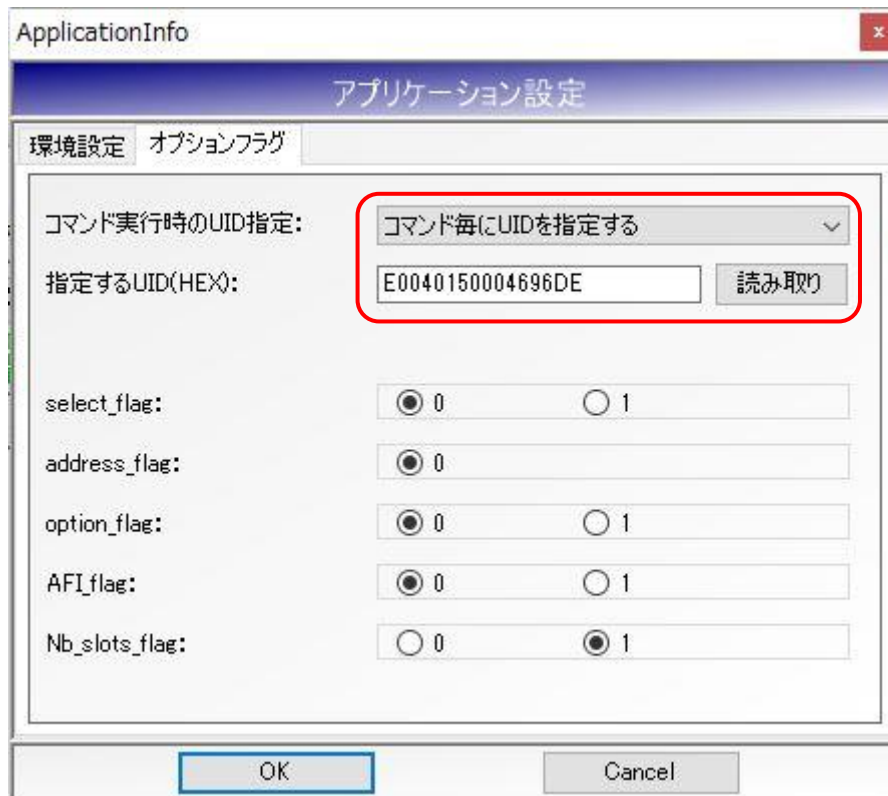 ApplicationInfo
x
アプリケーション設定
環境設定 オプションフラグ
コマンド実行時のUID指定: コマンド毎にUIDを指定する
指定するUID(HEX): E0040150004696DE 読み取り
select_flag: 0 1
address_flag: 0
option_flag: 0 1
AFI_flag: 0 1
Nb_slots_flag: 0 1
OK Cancel